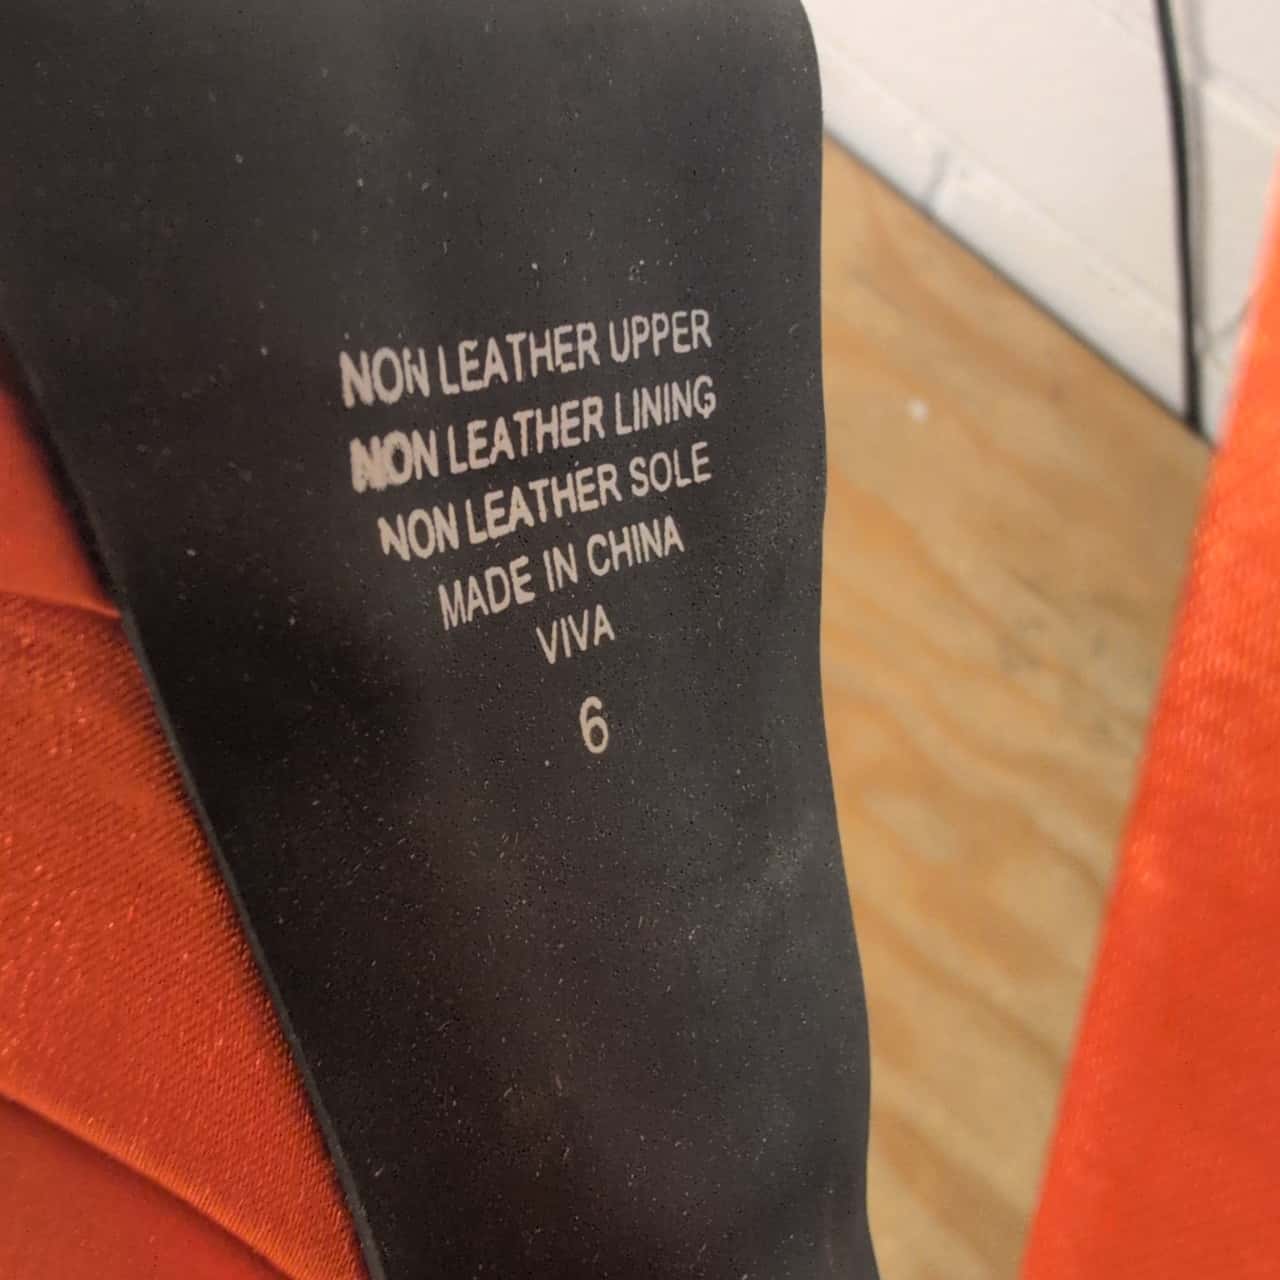 NON LEATHER UPPER
NON LEATHER LINING
NON LEATHER SOLE
MADE IN CHINA
VIVA
6